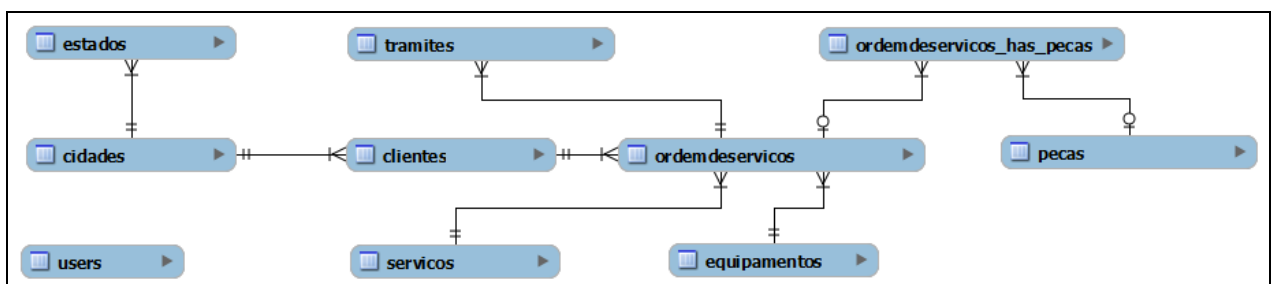 estados
tramites
ordemdeservicos_has_pecas
cidades
clientes
ordemdeservicos
pecas
users
servicos
equipamentos